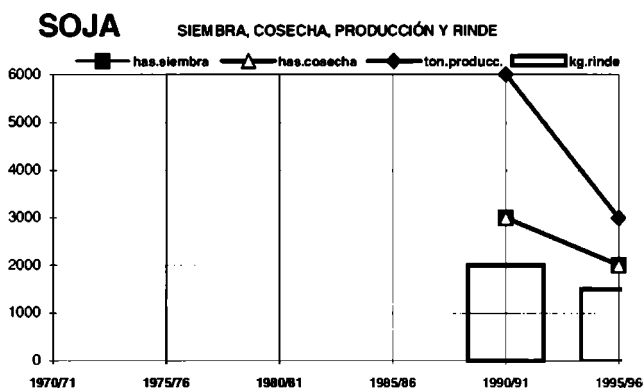 SOJA SIEMBRA, COSECHA, PRODUCCIÓN Y RINDE
has.siembra has.cosecha ton.producc. kg.rinde
6000
5000
4000
3000
2000
1000
0
1970/71 1975/76 1980/81 1985/86 1990/91 1995/96